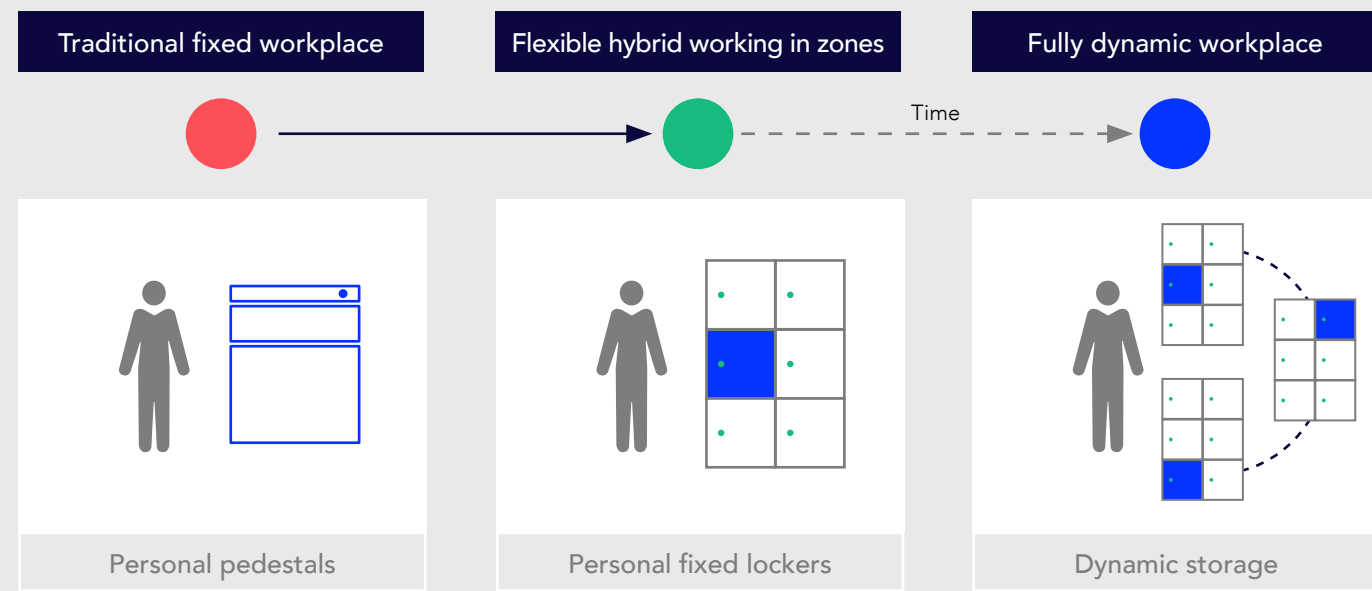 Traditional fixed workplace
Flexible hybrid working in zones
Fully dynamic workplace
Time
Personal pedestals
Personal fixed lockers
Dynamic storage